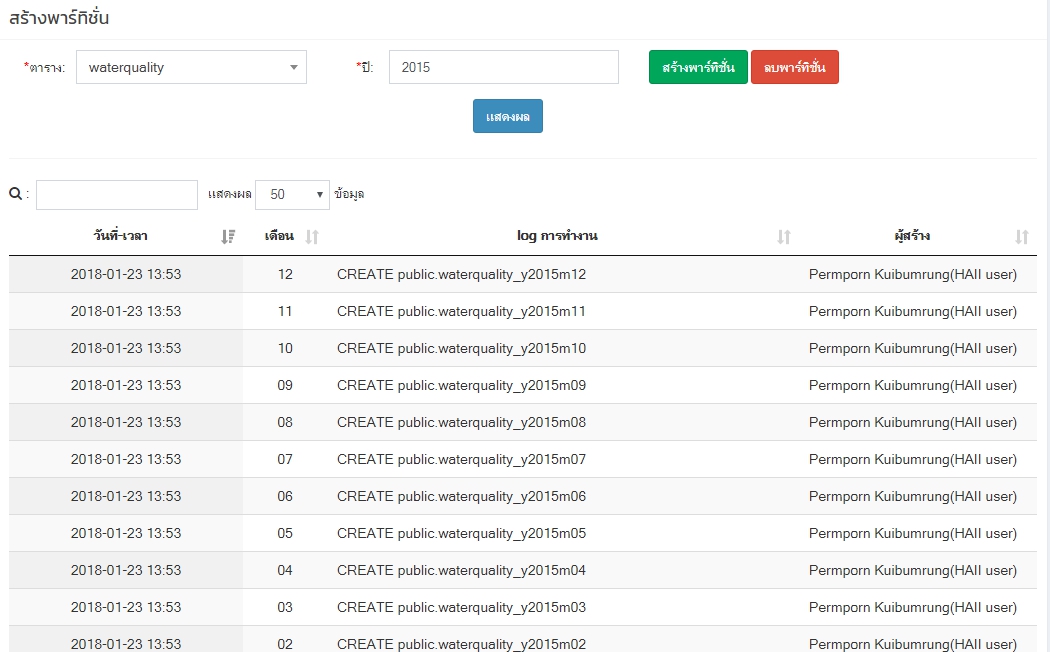 สร้างพาร์ทิชั่น
*ตาราง: waterquality *ปี: 2015 สร้างพาร์ทิชั่น ลบพาร์ทิชั่น
แสดงผล
: แสดงผล 50 ข้อมูล
วันที่-เวลา เดือน log การทำงาน ผู้สร้าง
2018-01-23 13:53 12 CREATE public.waterquality_y2015m12 Permporn Kuibumrung(HAII user)
2018-01-23 13:53 11 CREATE public.waterquality_y2015m11 Permporn Kuibumrung(HAII user)
2018-01-23 13:53 10 CREATE public.waterquality_y2015m10 Permporn Kuibumrung(HAII user)
2018-01-23 13:53 09 CREATE public.waterquality_y2015m09 Permporn Kuibumrung(HAII user)
2018-01-23 13:53 08 CREATE public.waterquality_y2015m08 Permporn Kuibumrung(HAII user)
2018-01-23 13:53 07 CREATE public.waterquality_y2015m07 Permporn Kuibumrung(HAII user)
2018-01-23 13:53 06 CREATE public.waterquality_y2015m06 Permporn Kuibumrung(HAII user)
2018-01-23 13:53 05 CREATE public.waterquality_y2015m05 Permporn Kuibumrung(HAII user)
2018-01-23 13:53 04 CREATE public.waterquality_y2015m04 Permporn Kuibumrung(HAII user)
2018-01-23 13:53 03 CREATE public.waterquality_y2015m03 Permporn Kuibumrung(HAII user)
2018-01-23 13:53 02 CREATE public.waterquality_y2015m02 Permporn Kuibumrung(HAII user)